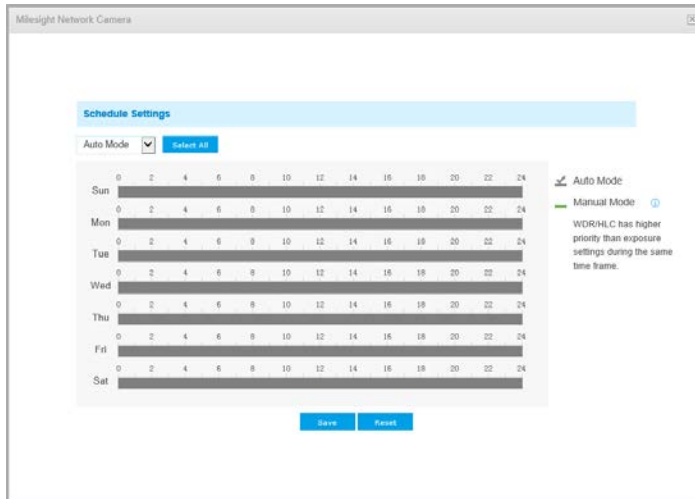 Milesight Network Camera
Schedule Settings
Auto Mode Select All
0 2 4 6 8 10 12 14 16 18 20 22 24
Sun
0 2 4 6 8 10 12 14 16 18 20 22 24
Mon
0 2 4 6 8 10 12 14 16 18 20 22 24
Tue
0 2 4 6 8 10 12 14 16 18 20 22 24
Wed
0 2 4 6 8 10 12 14 16 18 20 22 24
Thu
0 2 4 6 8 10 12 14 16 18 20 22 24
Fri
0 2 4 6 8 10 12 14 16 18 20 22 24
Sat
Auto Mode
Manual Mode
WDR/HLC has higher
priority than exposure
settings during the same
time frame.
Save Reset